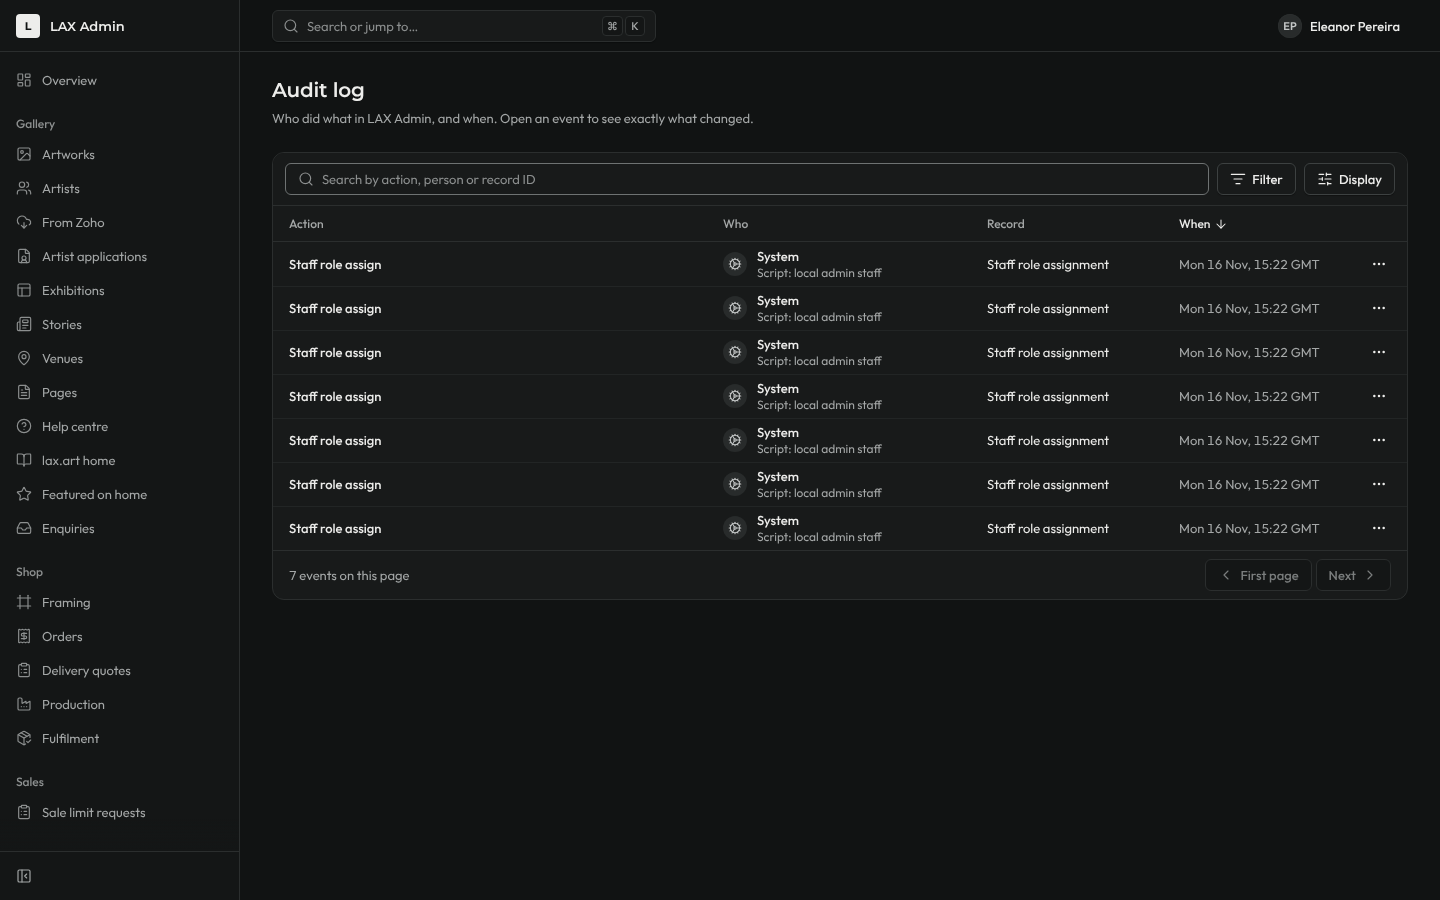 L LAX Admin
Search or jump to…
⌘ K
EP Eleanor Pereira
Overview
Gallery
Artworks
Artists
From Zoho
Artist applications
Exhibitions
Stories
Venues
Pages
Help centre
lax.art home
Featured on home
Enquiries
Shop
Framing
Orders
Delivery quotes
Production
Fulfilment
Sales
Sale limit requests
Audit log
Who did what in LAX Admin, and when. Open an event to see exactly what changed.
Search by action, person or record ID
Filter
Display
Action Who Record When
Staff role assign System Staff role assignment Mon 16 Nov, 15:22 GMT
Script: local admin staff
Staff role assign System Staff role assignment Mon 16 Nov, 15:22 GMT
Script: local admin staff
Staff role assign System Staff role assignment Mon 16 Nov, 15:22 GMT
Script: local admin staff
Staff role assign System Staff role assignment Mon 16 Nov, 15:22 GMT
Script: local admin staff
Staff role assign System Staff role assignment Mon 16 Nov, 15:22 GMT
Script: local admin staff
Staff role assign System Staff role assignment Mon 16 Nov, 15:22 GMT
Script: local admin staff
Staff role assign System Staff role assignment Mon 16 Nov, 15:22 GMT
Script: local admin staff
7 events on this page
First page
Next